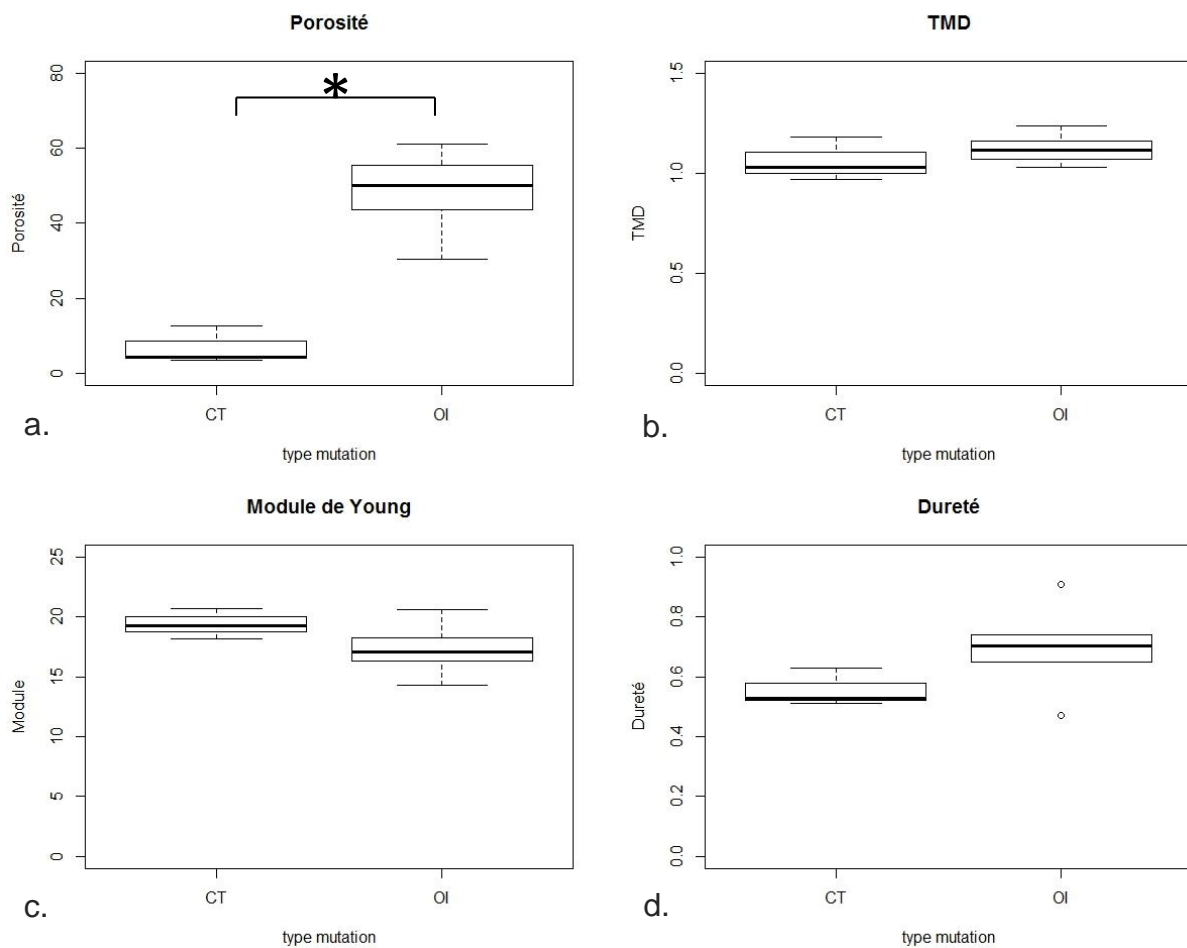 Porosité
*
Porosité
80
60
40
20
0
CT
OI
type mutation
a.
TMD
TMD
1.5
1.0
0.5
0.0
CT
OI
type mutation
b.
Module de Young
Module
25
20
15
10
5
0
CT
OI
type mutation
c.
Dureté
Dureté
1.0
0.8
0.6
0.4
0.2
0.0
CT
OI
type mutation
d.